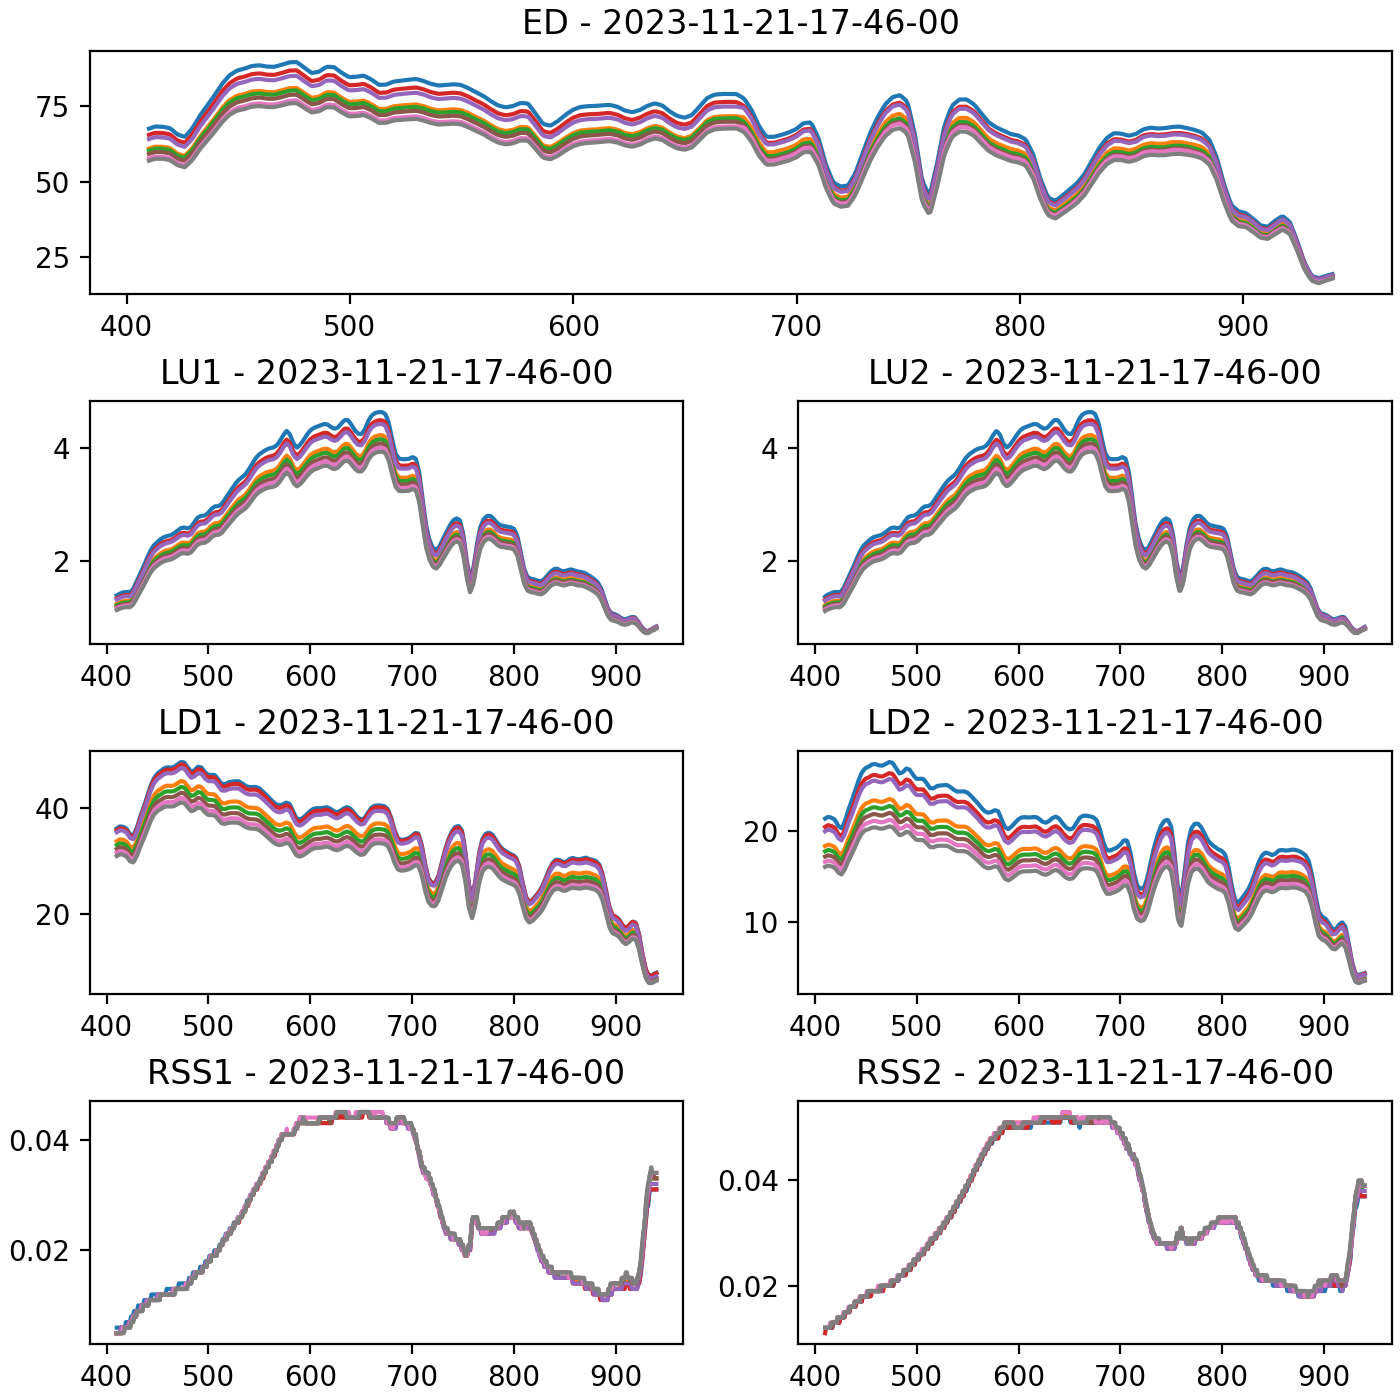 ED - 2023-11-21-17-46-00
75
50
25
400 500 600 700 800 900
LU1 - 2023-11-21-17-46-00
4
2
400 500 600 700 800 900
LU2 - 2023-11-21-17-46-00
4
2
400 500 600 700 800 900
LD1 - 2023-11-21-17-46-00
40
20
400 500 600 700 800 900
LD2 - 2023-11-21-17-46-00
20
10
400 500 600 700 800 900
RSS1 - 2023-11-21-17-46-00
0.04
0.02
400 500 600 700 800 900
RSS2 - 2023-11-21-17-46-00
0.04
0.02
400 500 600 700 800 900